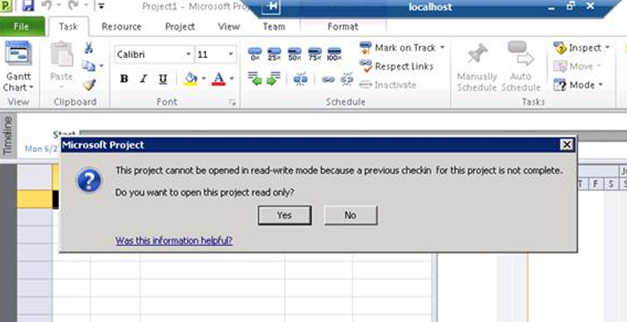 Project1 - Microsoft Pro
localhost
File Task Resource Project View Team Format
Gantt Chart
Paste
Calibri 11
B I U A
0% 25% 50% 75% 100%
Mark on Track
Respect Links
Inactivate
Manually Schedule
Auto Schedule
Inspect
Move
Mode
View Clipboard Font Schedule Tasks
Timeline
Start
Mon 6/2
Microsoft Project
This project cannot be opened in read-write mode because a previous checkin for this project is not complete.
Do you want to open this project read only?
Yes No
Was this information helpful?
T F S S